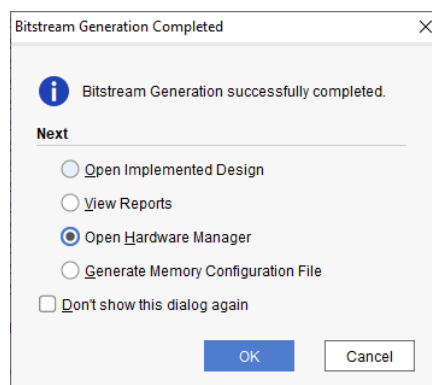 Bitstream Generation Completed
Bitstream Generation successfully completed.
Next
Open Implemented Design
View Reports
Open Hardware Manager
Generate Memory Configuration File
Don't show this dialog again
OK
Cancel